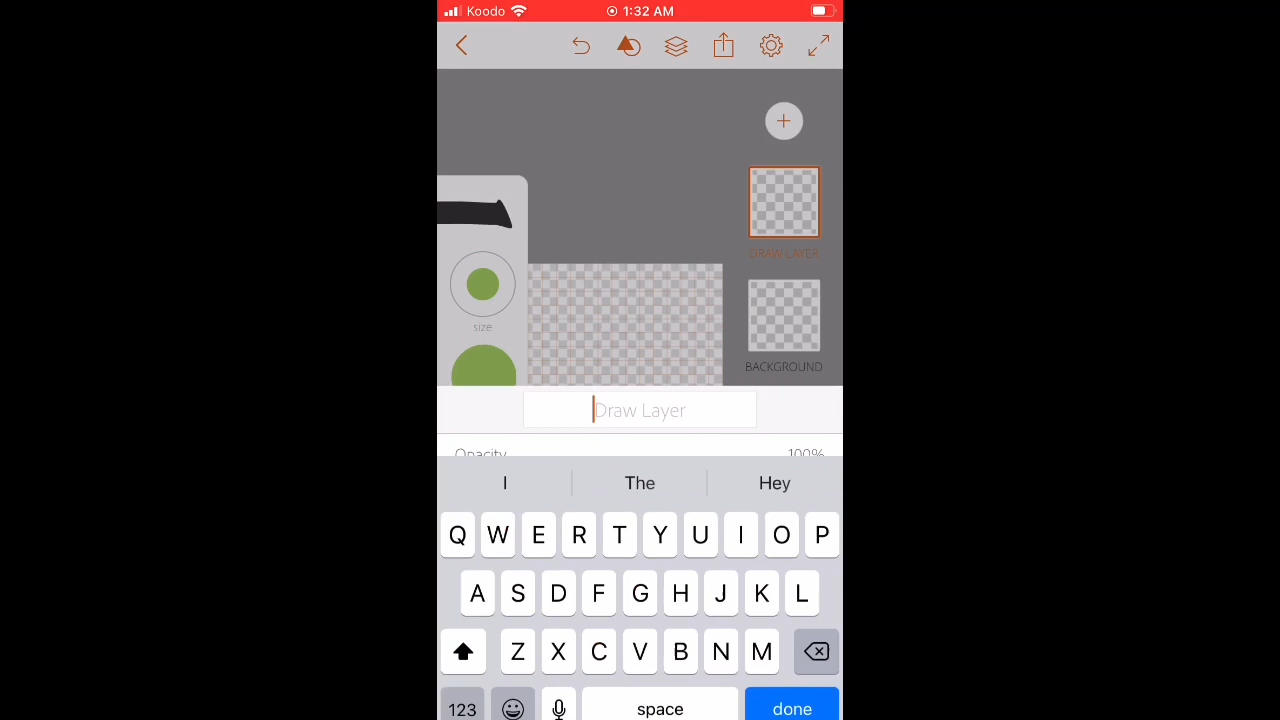 Koodo 1:32 AM
DRAW LAYER
size
BACKGROUND
Draw Layer
Opacity 100%
I The Hey
Q W E R T Y U I O P
A S D F G H J K L
Z X C V B N M
123 space done